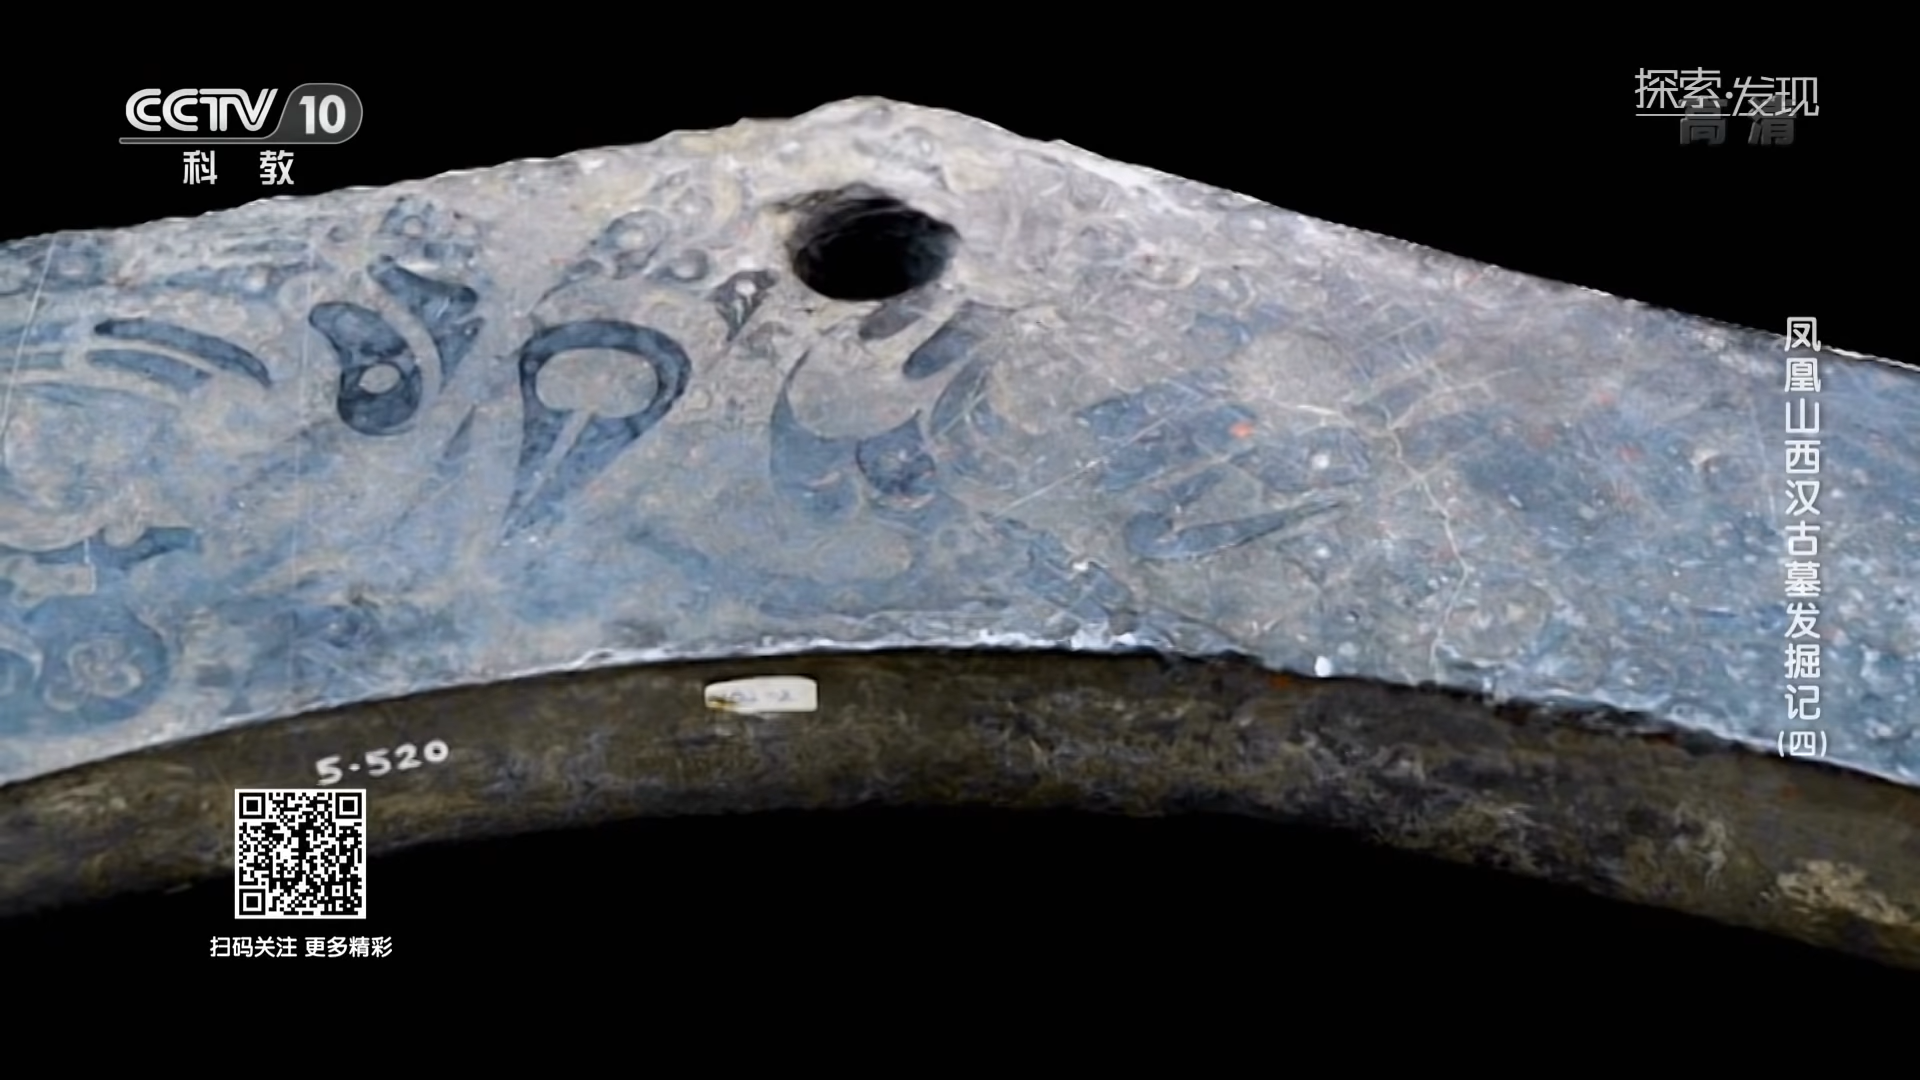 CCTV 10
科 教
探索·发现
高 清
凤凰山西汉古墓发掘记(四)
5·520
扫码关注 更多精彩